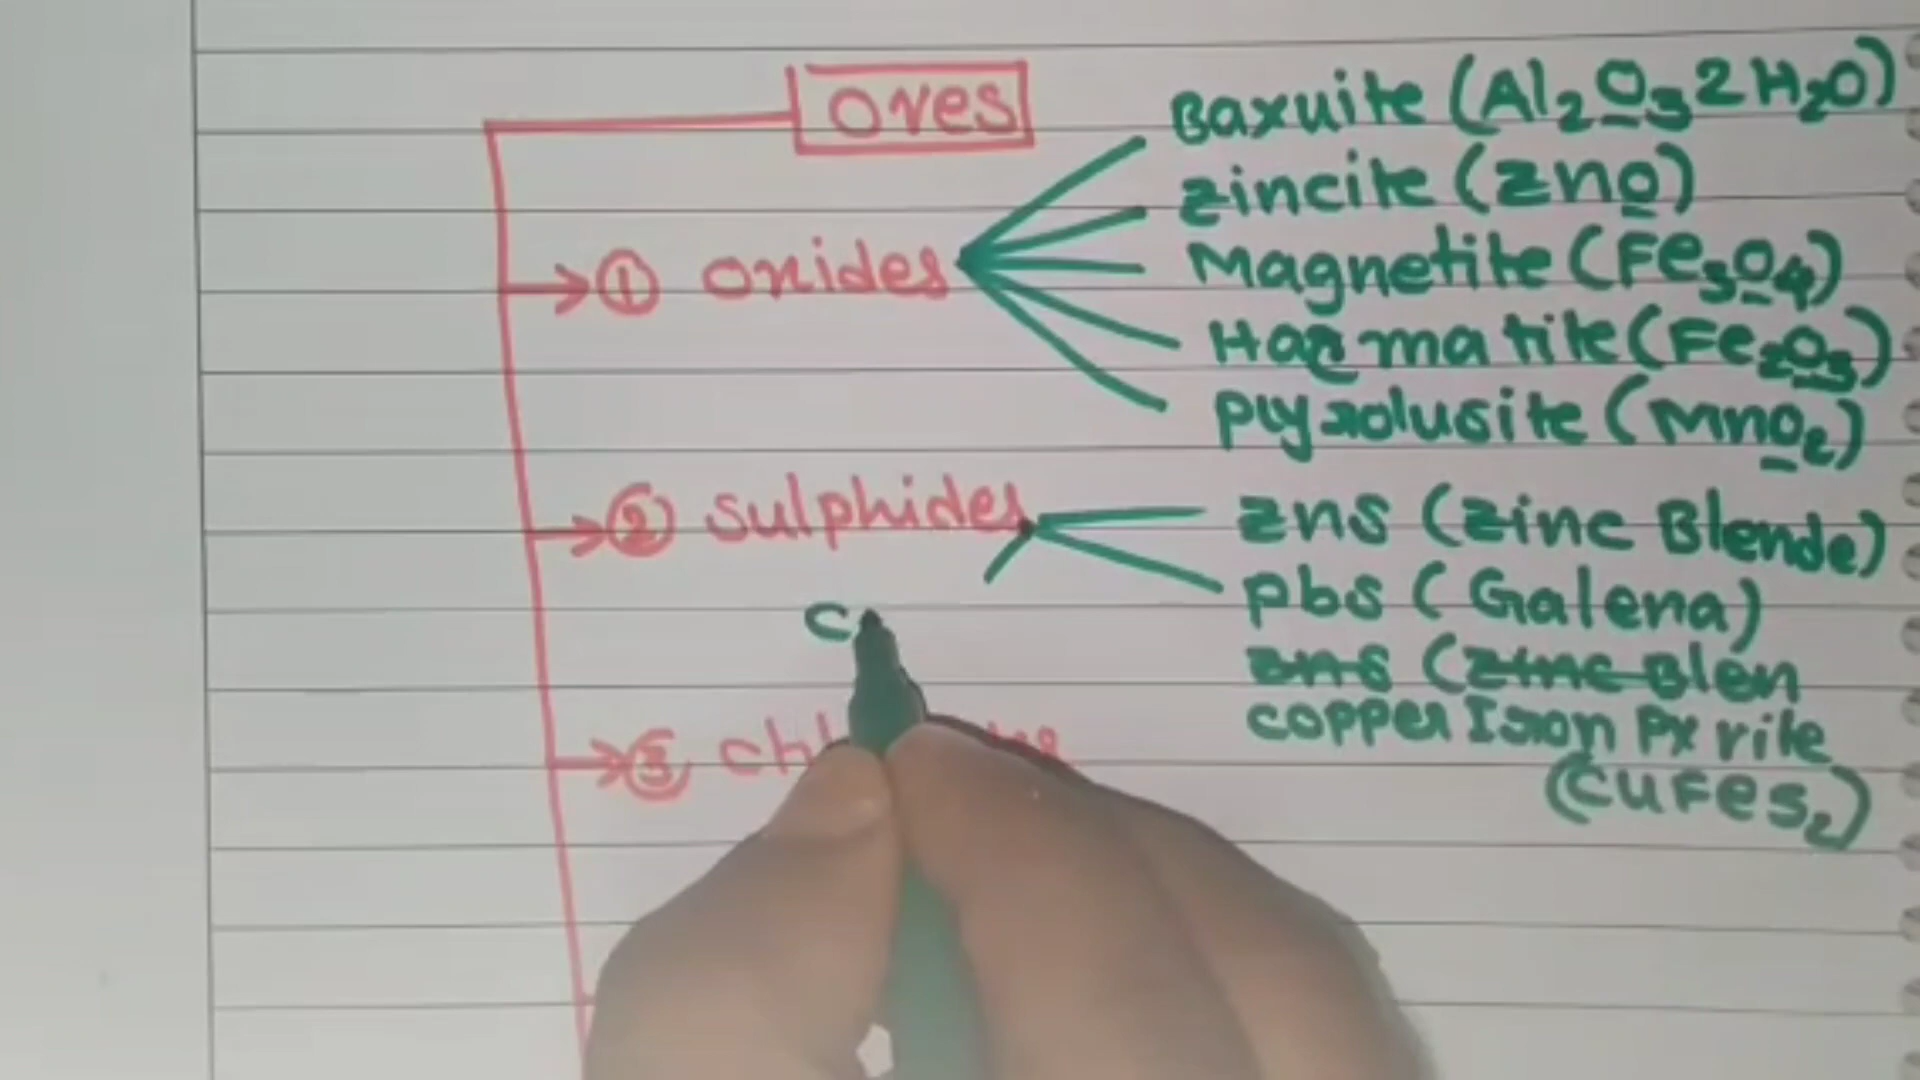 ores
Baxuite (Al2O3 2H2O)
zincite (zno)
① oxides
Magnetite (Fe3O4)
Haematite (Fe2O3)
Pyrolusite (MnO2)
② sulphides
zns (zinc Blende)
pbs (Galena)
c
zns (zinc Blen
copper Iron Pyrite
(CuFeS2)
③